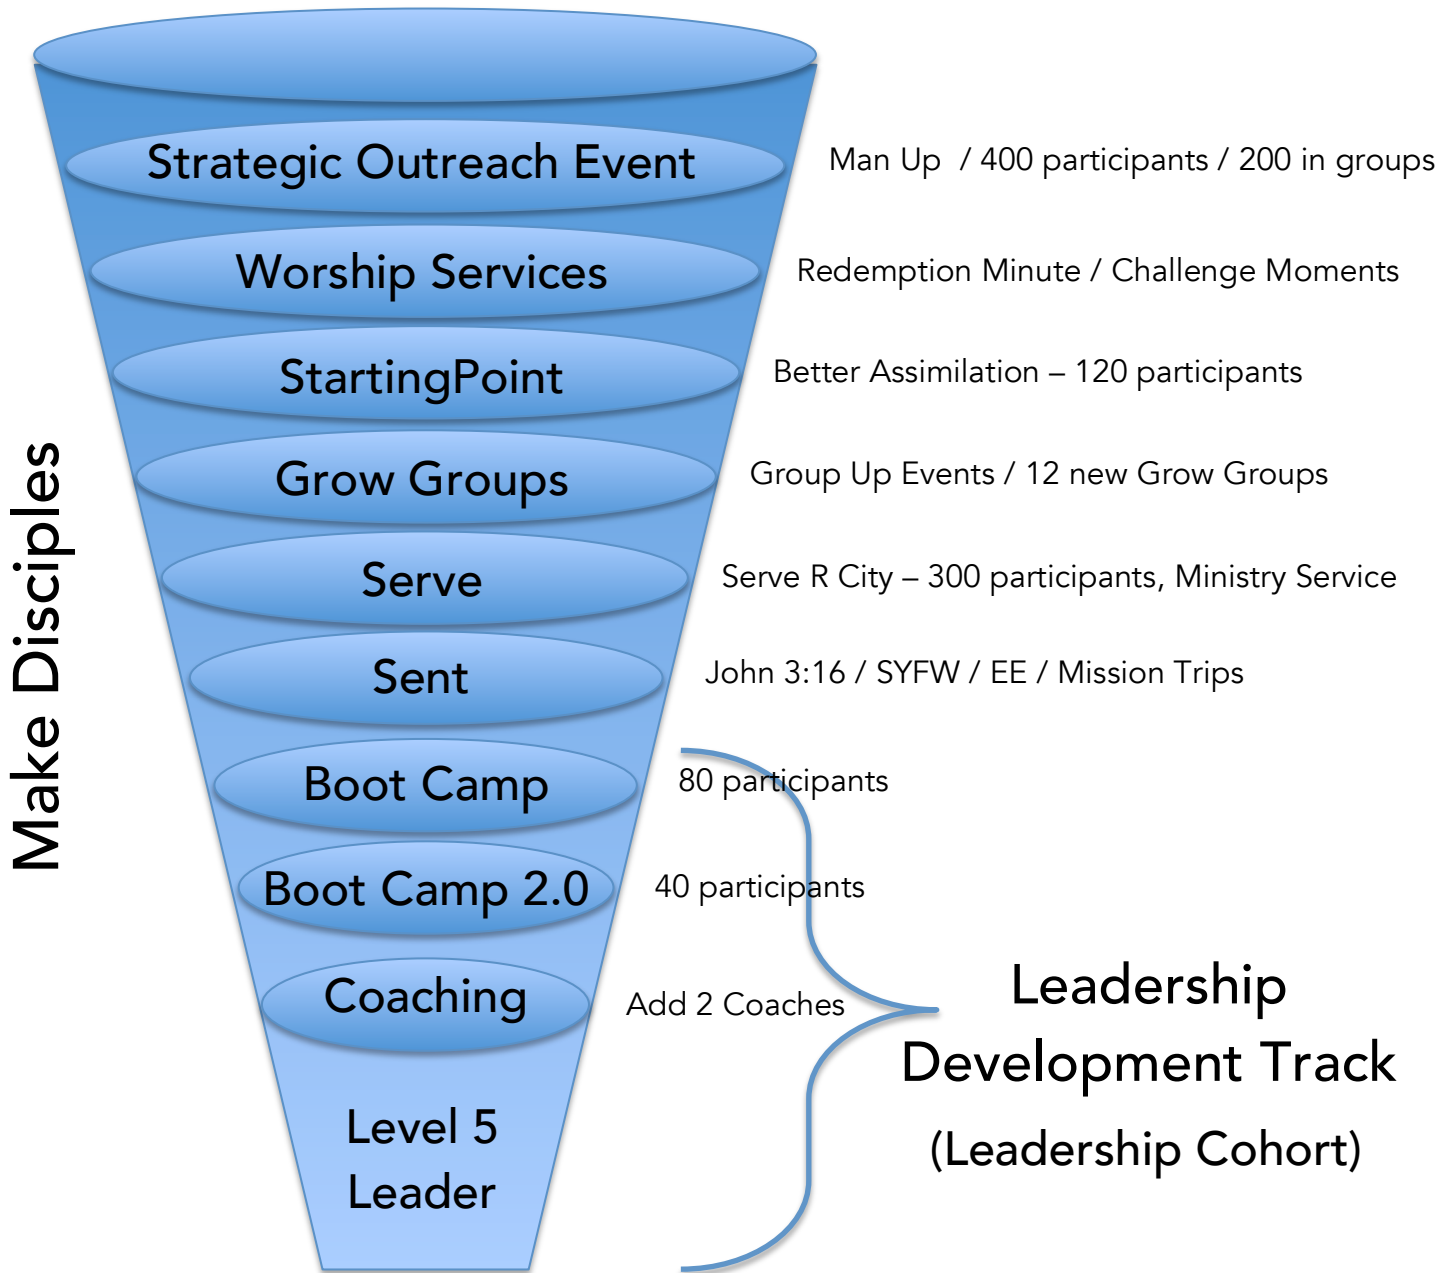 Strategic Outreach Event
Man Up / 400 participants / 200 in groups
Worship Services
Redemption Minute / Challenge Moments
StartingPoint
Better Assimilation – 120 participants
Grow Groups
Group Up Events / 12 new Grow Groups
Serve
Serve R City – 300 participants, Ministry Service
Sent
John 3:16 / SYFW / EE / Mission Trips
Boot Camp
80 participants
Boot Camp 2.0
40 participants
Coaching
Add 2 Coaches
Level 5
Leader
Leadership
Development Track
(Leadership Cohort)
Make Disciples